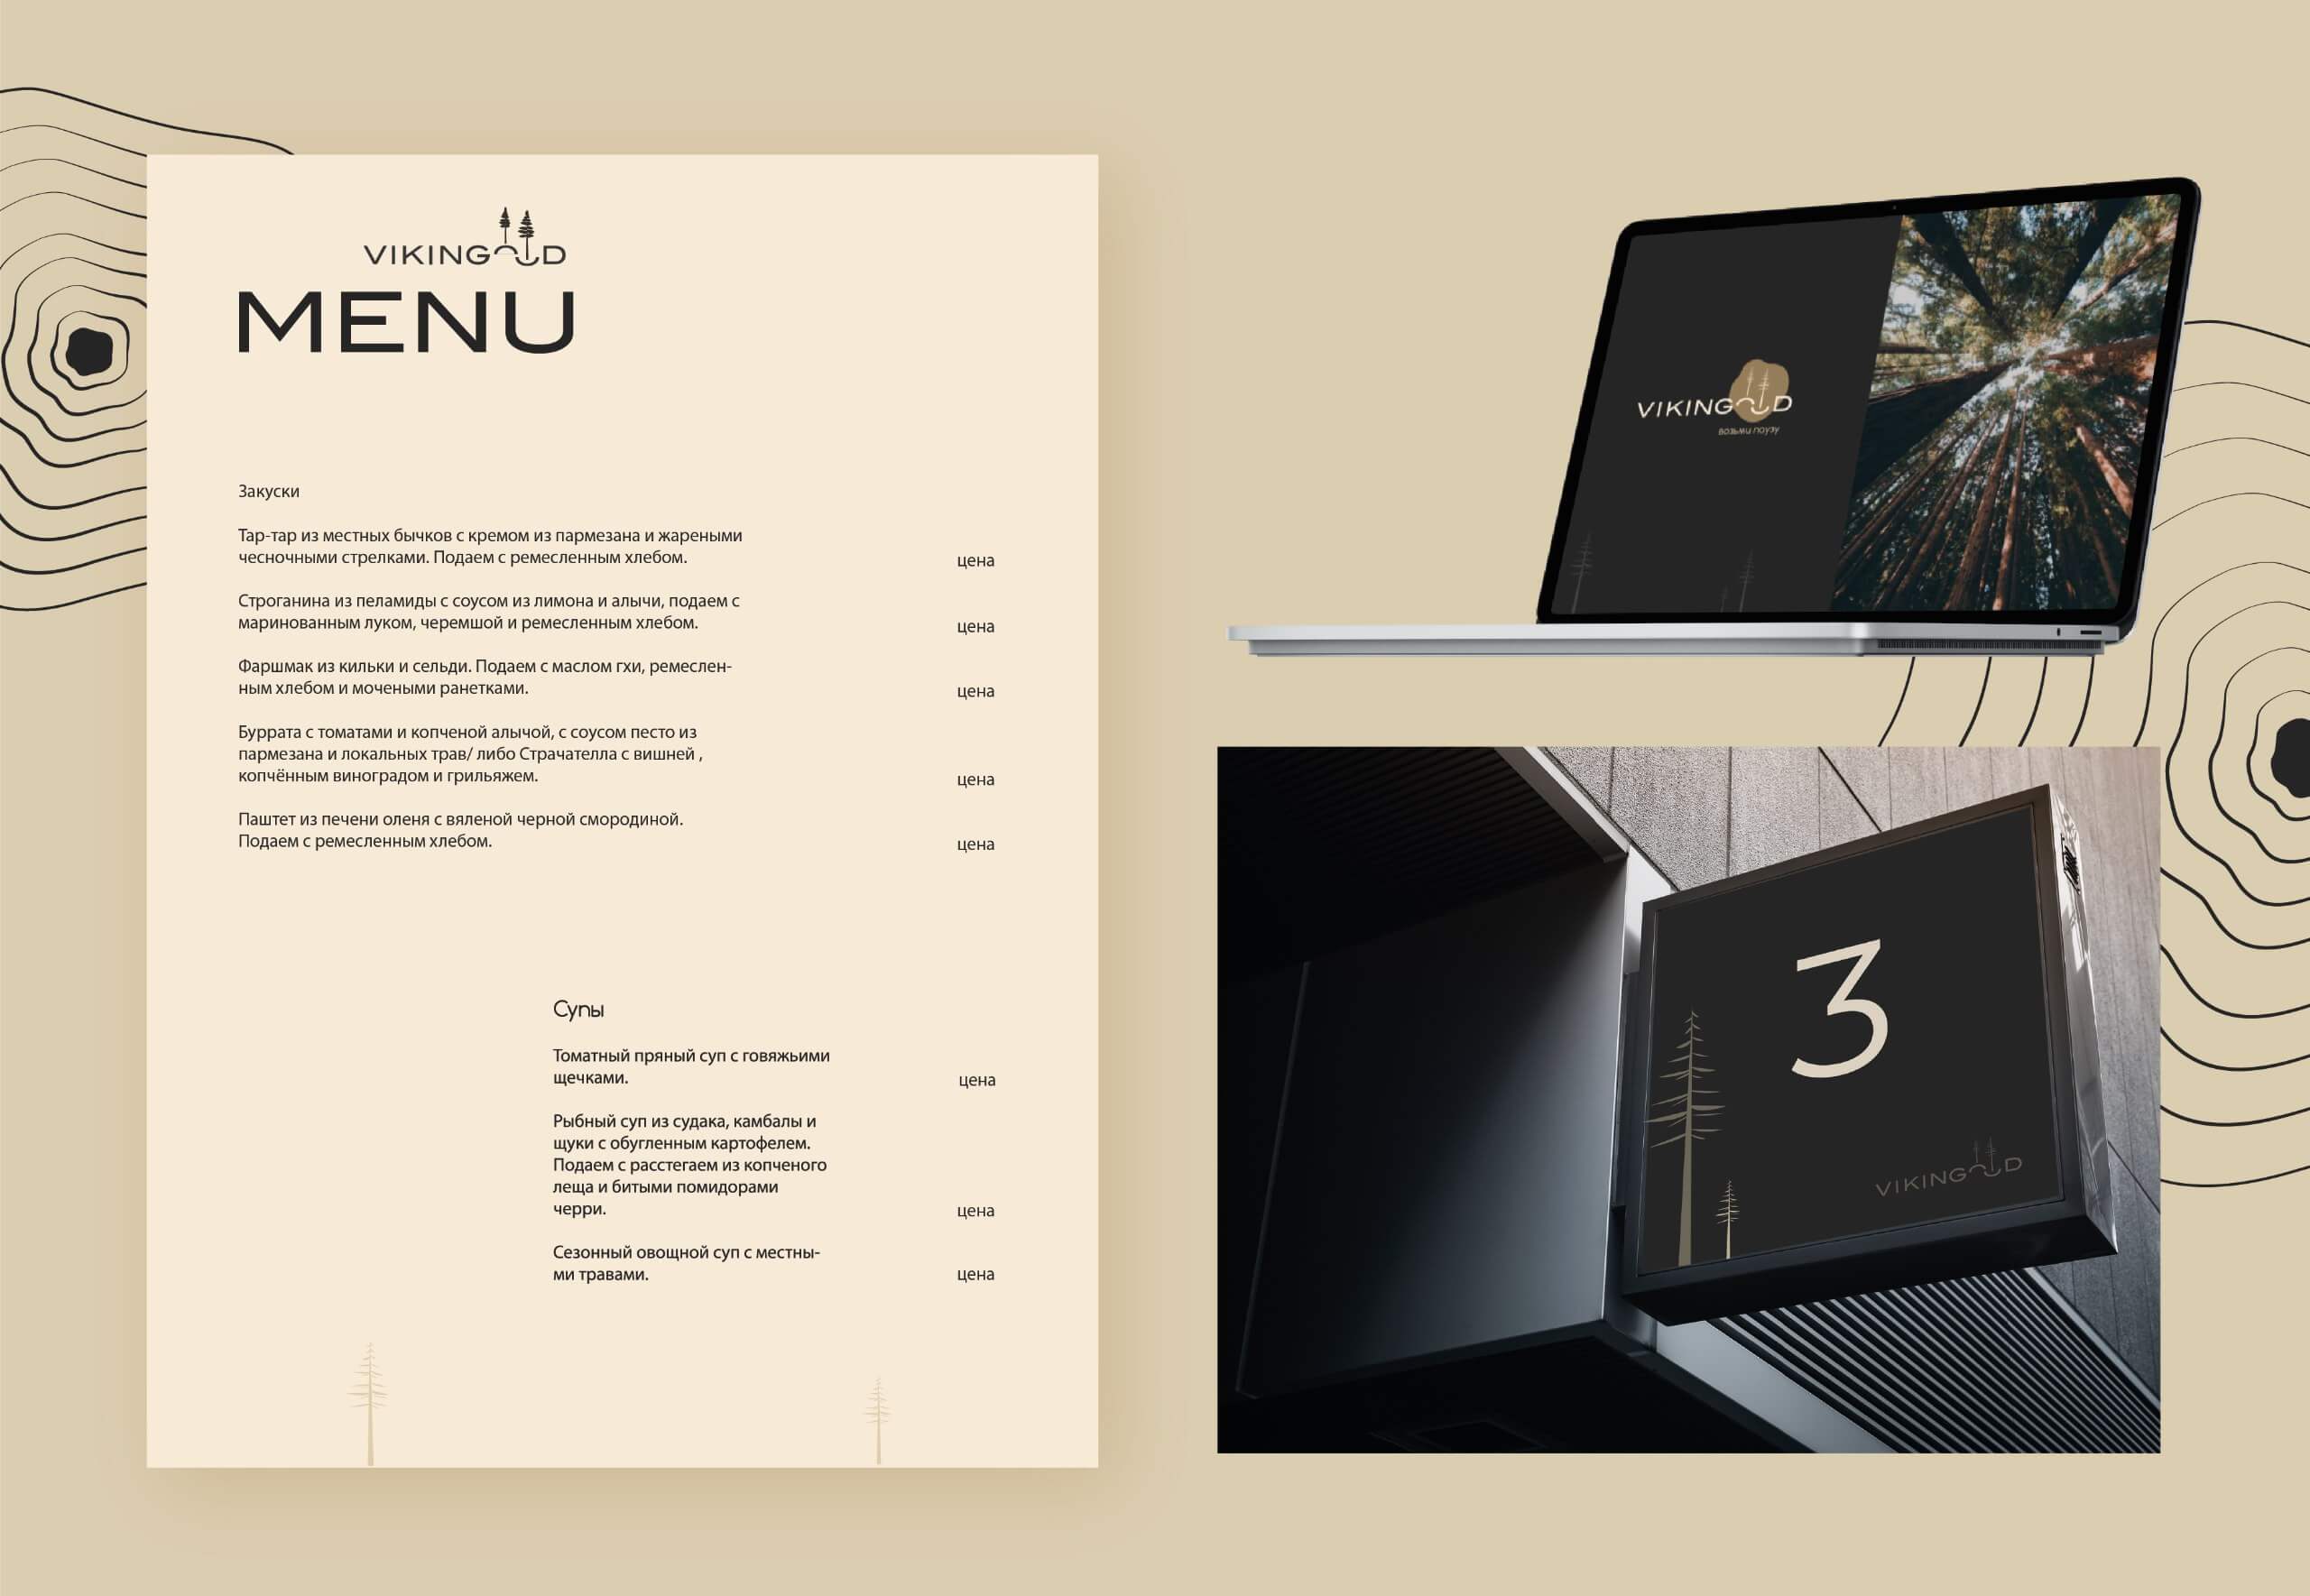 VIKINGOOD
MENU
Закуски
Тар-тар из местных бычков с кремом из пармезана и жареными
чесночными стрелками. Подаем с ремесленным хлебом.
цена
Строганина из пеламиды с соусом из лимона и алычи, подаем с
маринованным луком, черемшой и ремесленным хлебом.
цена
Фаршмак из кильки и сельди. Подаем с маслом гхи, ремеслен-
ным хлебом и мочеными ранетками.
цена
Буррата с томатами и копченой алычой, с соусом песто из
пармезана и локальных трав/ либо Страчателла с вишней ,
копчённым виноградом и грильяжем.
цена
Паштет из печени оленя с вяленой черной смородиной.
Подаем с ремесленным хлебом.
цена
Супы
Томатный пряный суп с говяжьими
щечками.
цена
Рыбный суп из судака, камбалы и
щуки с обугленным картофелем.
Подаем с расстегаем из копченого
леща и битыми помидорами
черри.
цена
Сезонный овощной суп с местны-
ми травами.
цена
VIKINGOOD
возьми паузу
3
VIKINGOOD